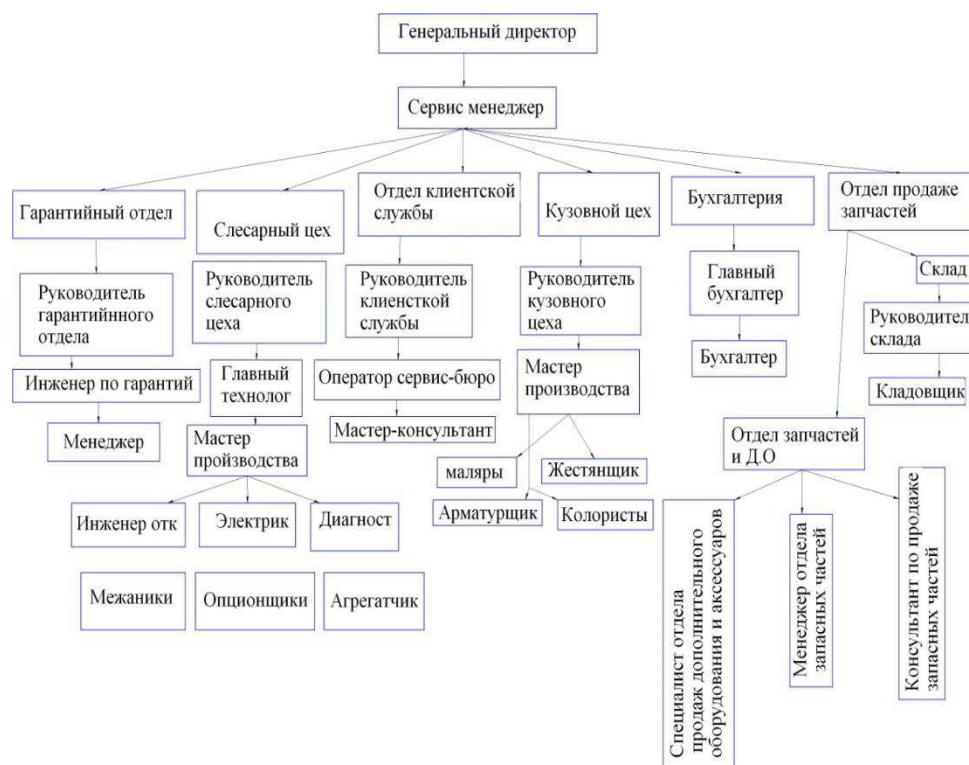 Генеральный директор
Сервис менеджер
Гарантийный отдел
Слесарный цех
Отдел клиентской
службы
Кузовной цех
Бухгалтерия
Отдел продаже
запчастей
Руководитель
гарантийнного
отдела
Руководитель
слесарного
цеха
Руководитель
клиенсткой
службы
Руководитель
кузовного
цеха
Главный
бухгалтер
Склад
Руководитель
склада
Инженер по гарантий
Главный
технолог
Оператор сервис-бюро
Мастер
производства
Бухгалтер
Кладовщик
Менеджер
Мастер
пройзводства
Мастер-консультант
маляры
Жестянщик
Отдел запчастей
и Д.О
Инженер отк
Электрик
Диагност
Арматурщик
Колористы
Межаники
Опционщики
Агрегатчик
Специалист отдела
продаж дополнительного
оборудования и аксессуаров
Менеджер отдела
запасных частей
Консультант по продаже
запасных частей